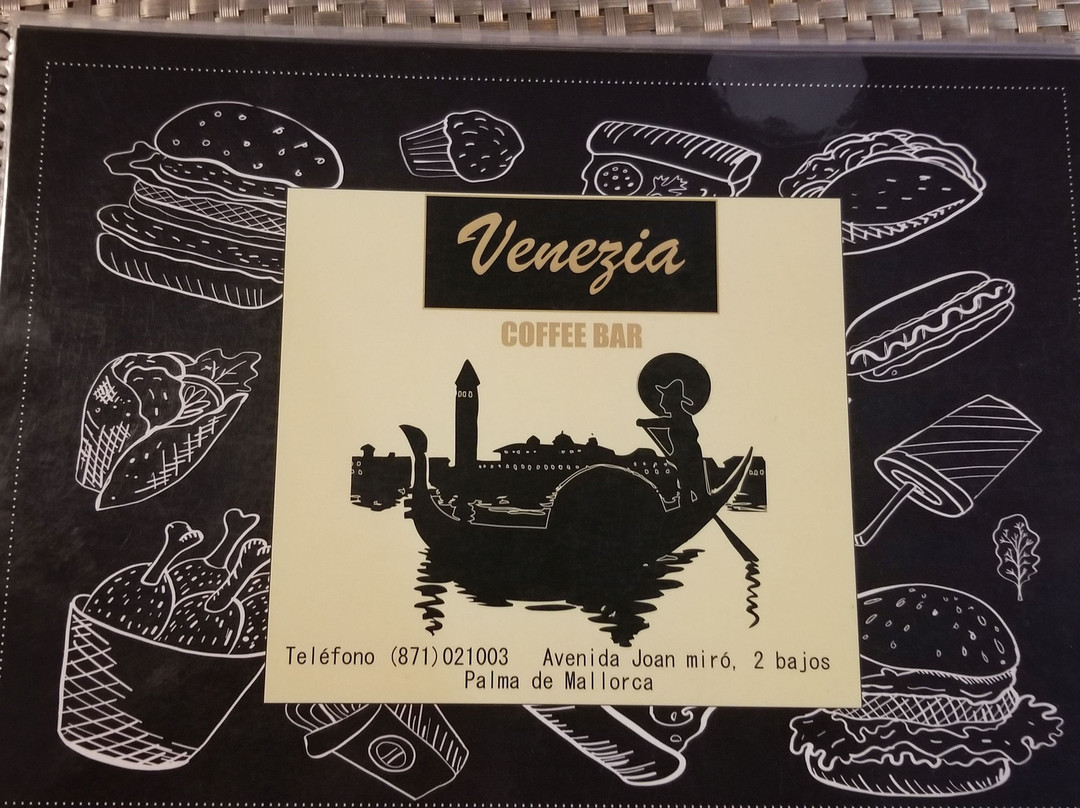 Venezia
COFFEE BAR
Teléfono (871)021003 Avenida Joan miró, 2 bajos
Palma de Mallorca